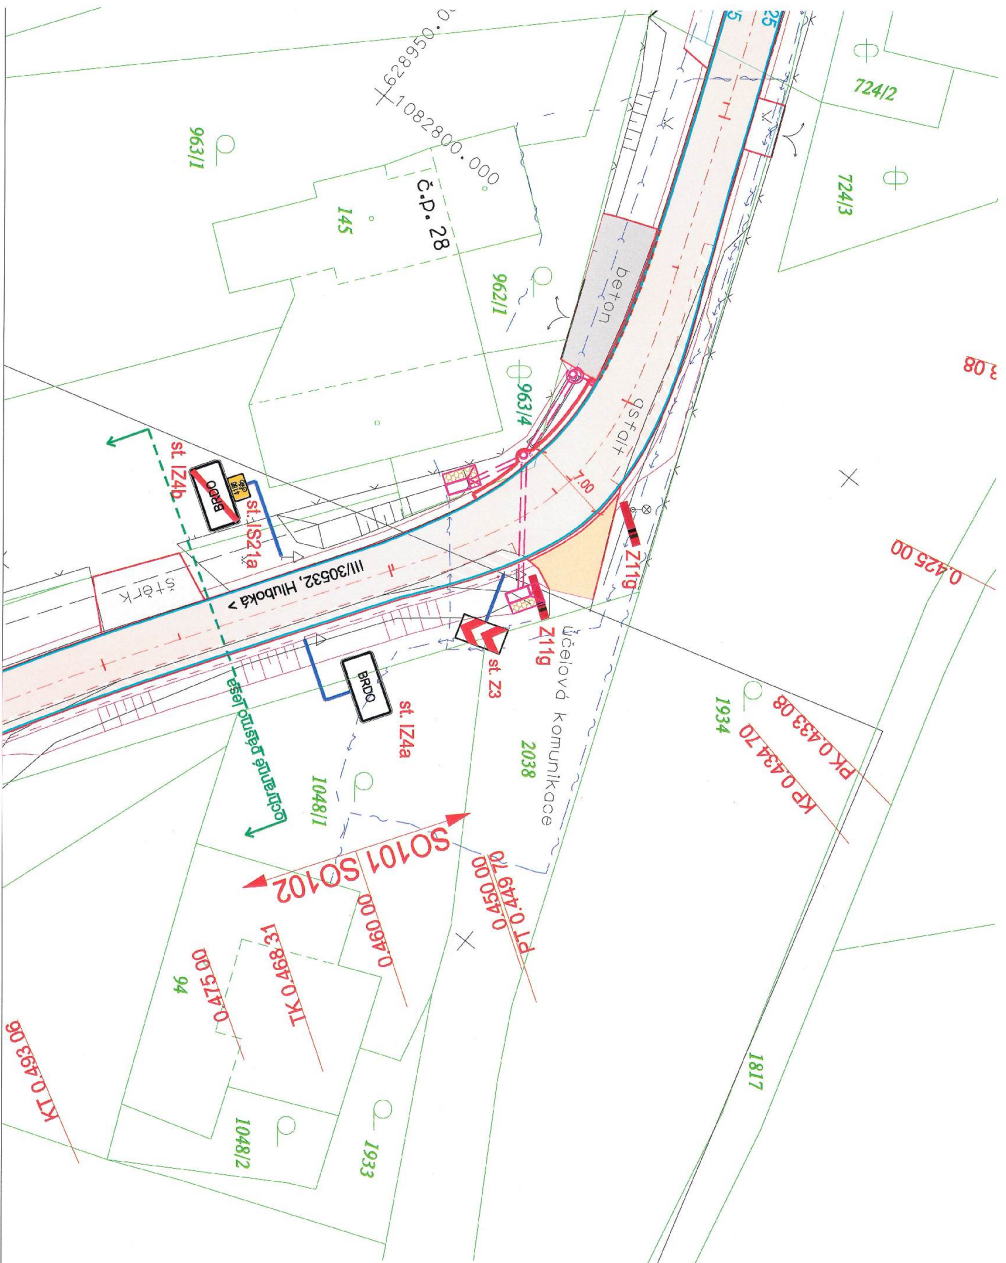 628950.0
1082800.000
25
724/2
724/3
963/1
č.p. 28
145
962/1
beton
963/4
asfalt
7.00
3.08
0.425 00
st. IZ4b
BRDO
st. IS21a
štěrk
III/30532, Hluboká >
Z11g
Z11g
st. Z3
BRDO
st. IZ4a
ochranné pásmo lesa
účelová komunikace
2038
1934
PK 0.433 08
KP 0.434 70
1048/1
SO101 SO102
PT 0.449 70
0.450 00
0.460 00
TK 0.468 31
0.475 00
94
KT 0.493 06
1048/2
1933
1817